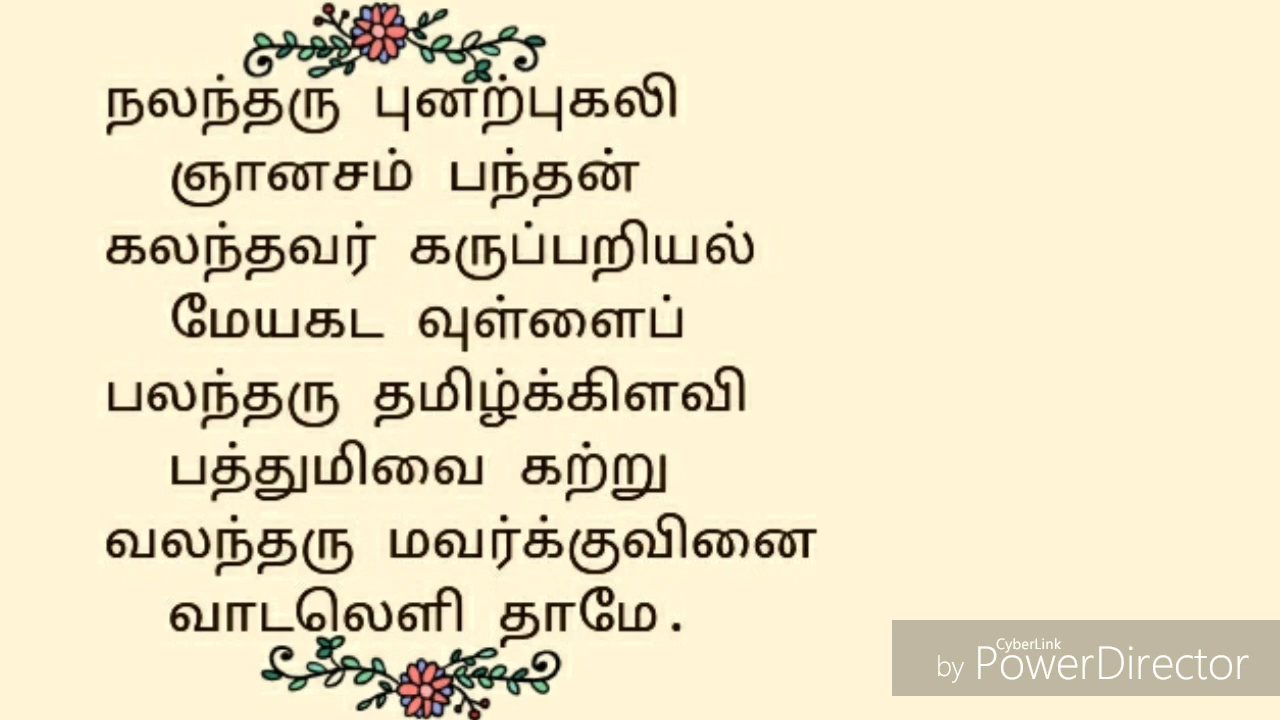 நலந்தரு புனற்புகலி
ஞானசம் பந்தன்
கலந்தவர் கருப்பறியல்
மேயகட வுள்ளைப்
பலந்தரு தமிழ்க்கிளவி
பத்துமிவை கற்று
வலந்தரு மவர்க்குவினை
வாடலெளி தாமே.
by CyberLink PowerDirector